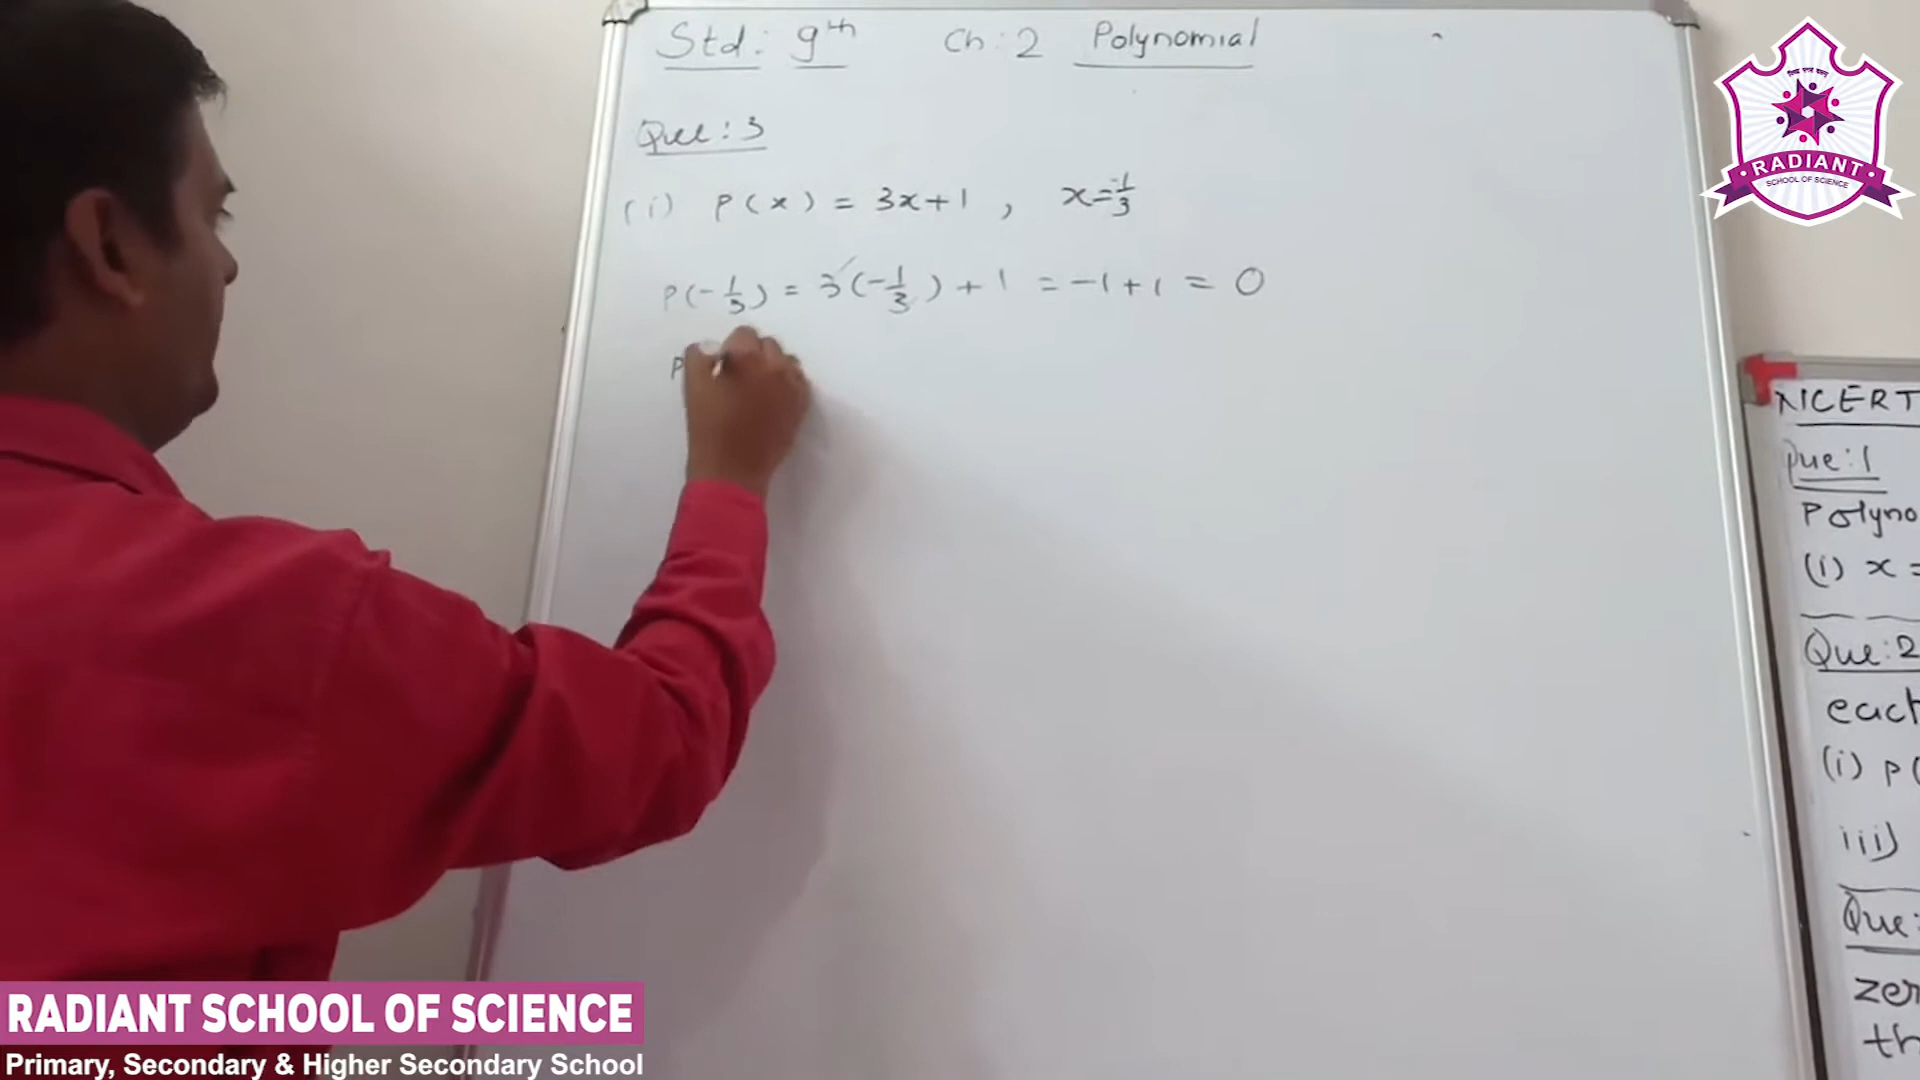 Std: 9th Ch: 2 Polynomial
Que: 3
(i) P(x) = 3x+1 , x=-1/3
P(-1/3) = 3(-1/3) + 1 = -1+1 = 0
P
RADIANT
SCHOOL OF SCIENCE
NCERT
Que: 1
Polyno
(i) x =
Que: 2
each
(i) P(
iii)
Que:
zer
th
RADIANT SCHOOL OF SCIENCE
Primary, Secondary & Higher Secondary School